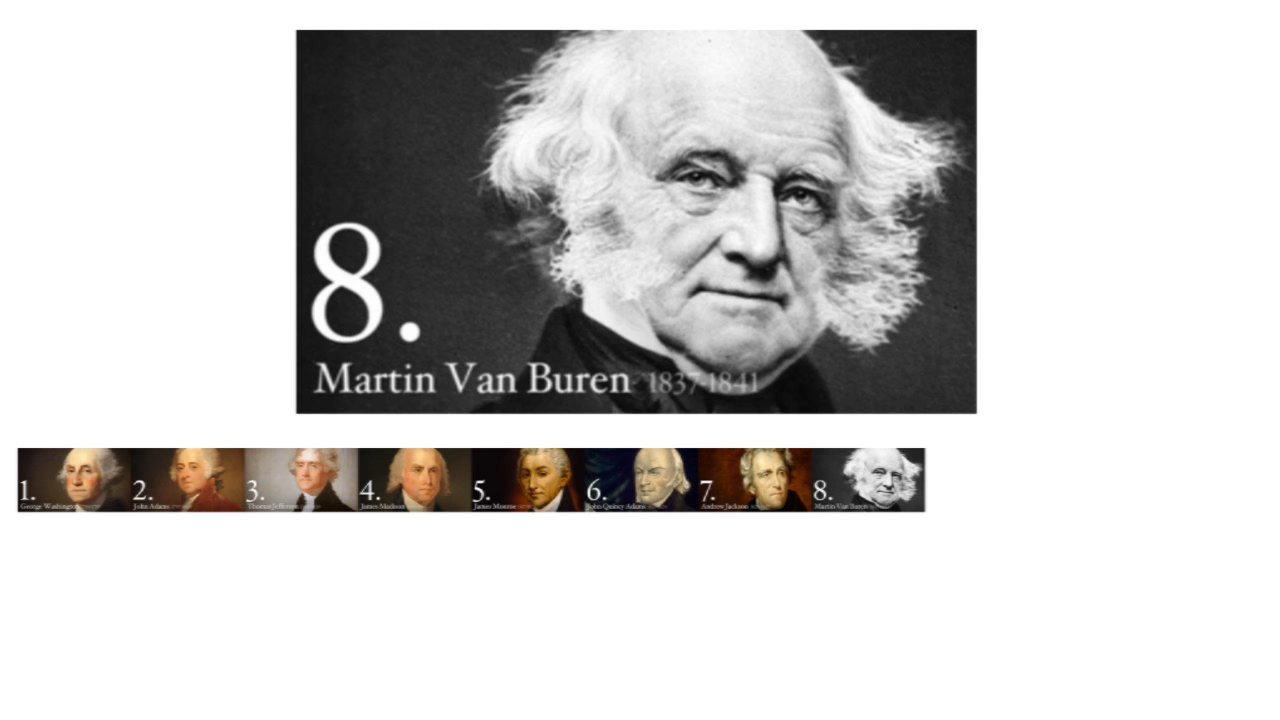 8.
Martin Van Buren 1837-1841
1. 2. 3. 4. 5. 6. 7. 8.
George Washington John Adams Thomas Jefferson James Madison James Monroe John Quincy Adams Andrew Jackson Martin Van Buren